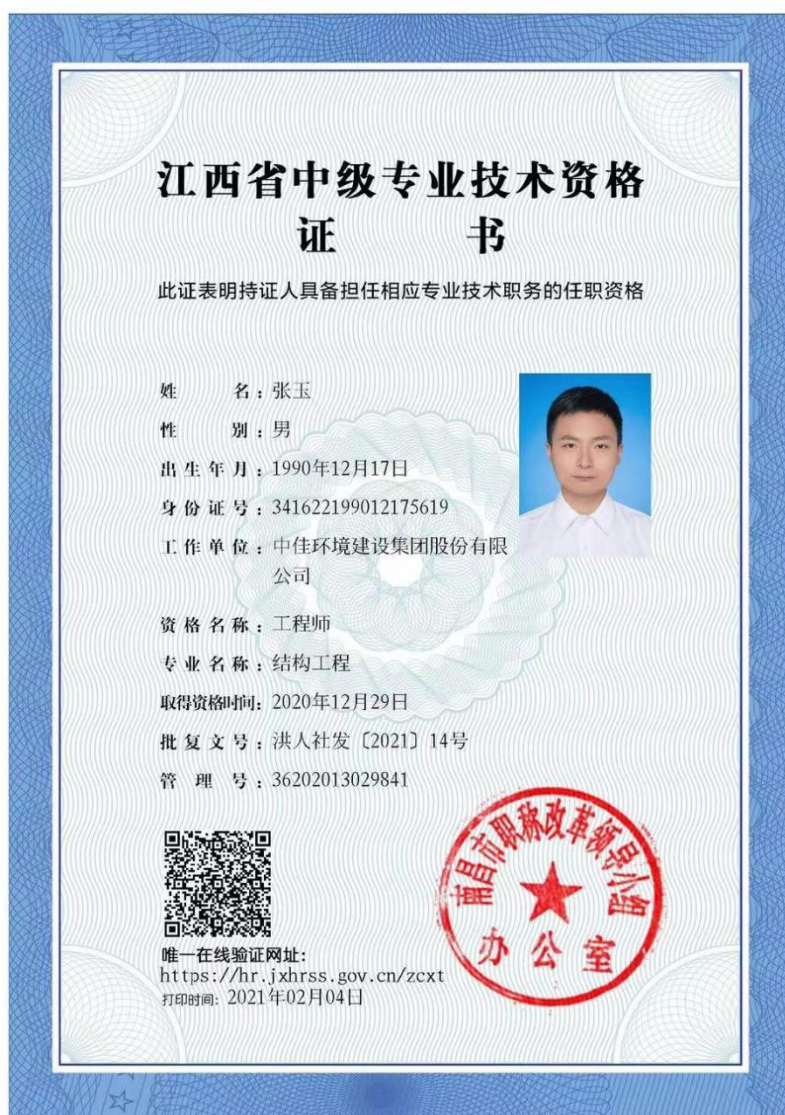 江西省中级专业技术资格
证 书
此证表明持证人具备担任相应专业技术职务的任职资格
姓 名：张玉
性 别：男
出生年月：1990年12月17日
身份证号：341622199012175619
工作单位：中佳环境建设集团股份有限
公司
资格名称：工程师
专业名称：结构工程
取得资格时间：2020年12月29日
批复文号：洪人社发〔2021〕14号
管 理 号：36202013029841
南昌市职称改革领导小组
办公室
唯一在线验证网址：
https://hr.jxhrss.gov.cn/zcxt
打印时间：2021年02月04日